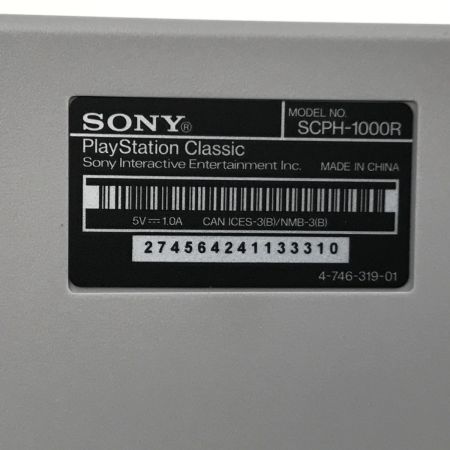 SONY®
MODEL NO.
SCPH-1000R
PlayStation Classic
Sony Interactive Entertainment Inc. MADE IN CHINA
5V⎓1.0A CAN ICES-3(B)/NMB-3(B)
274564241133310
4-746-319-01